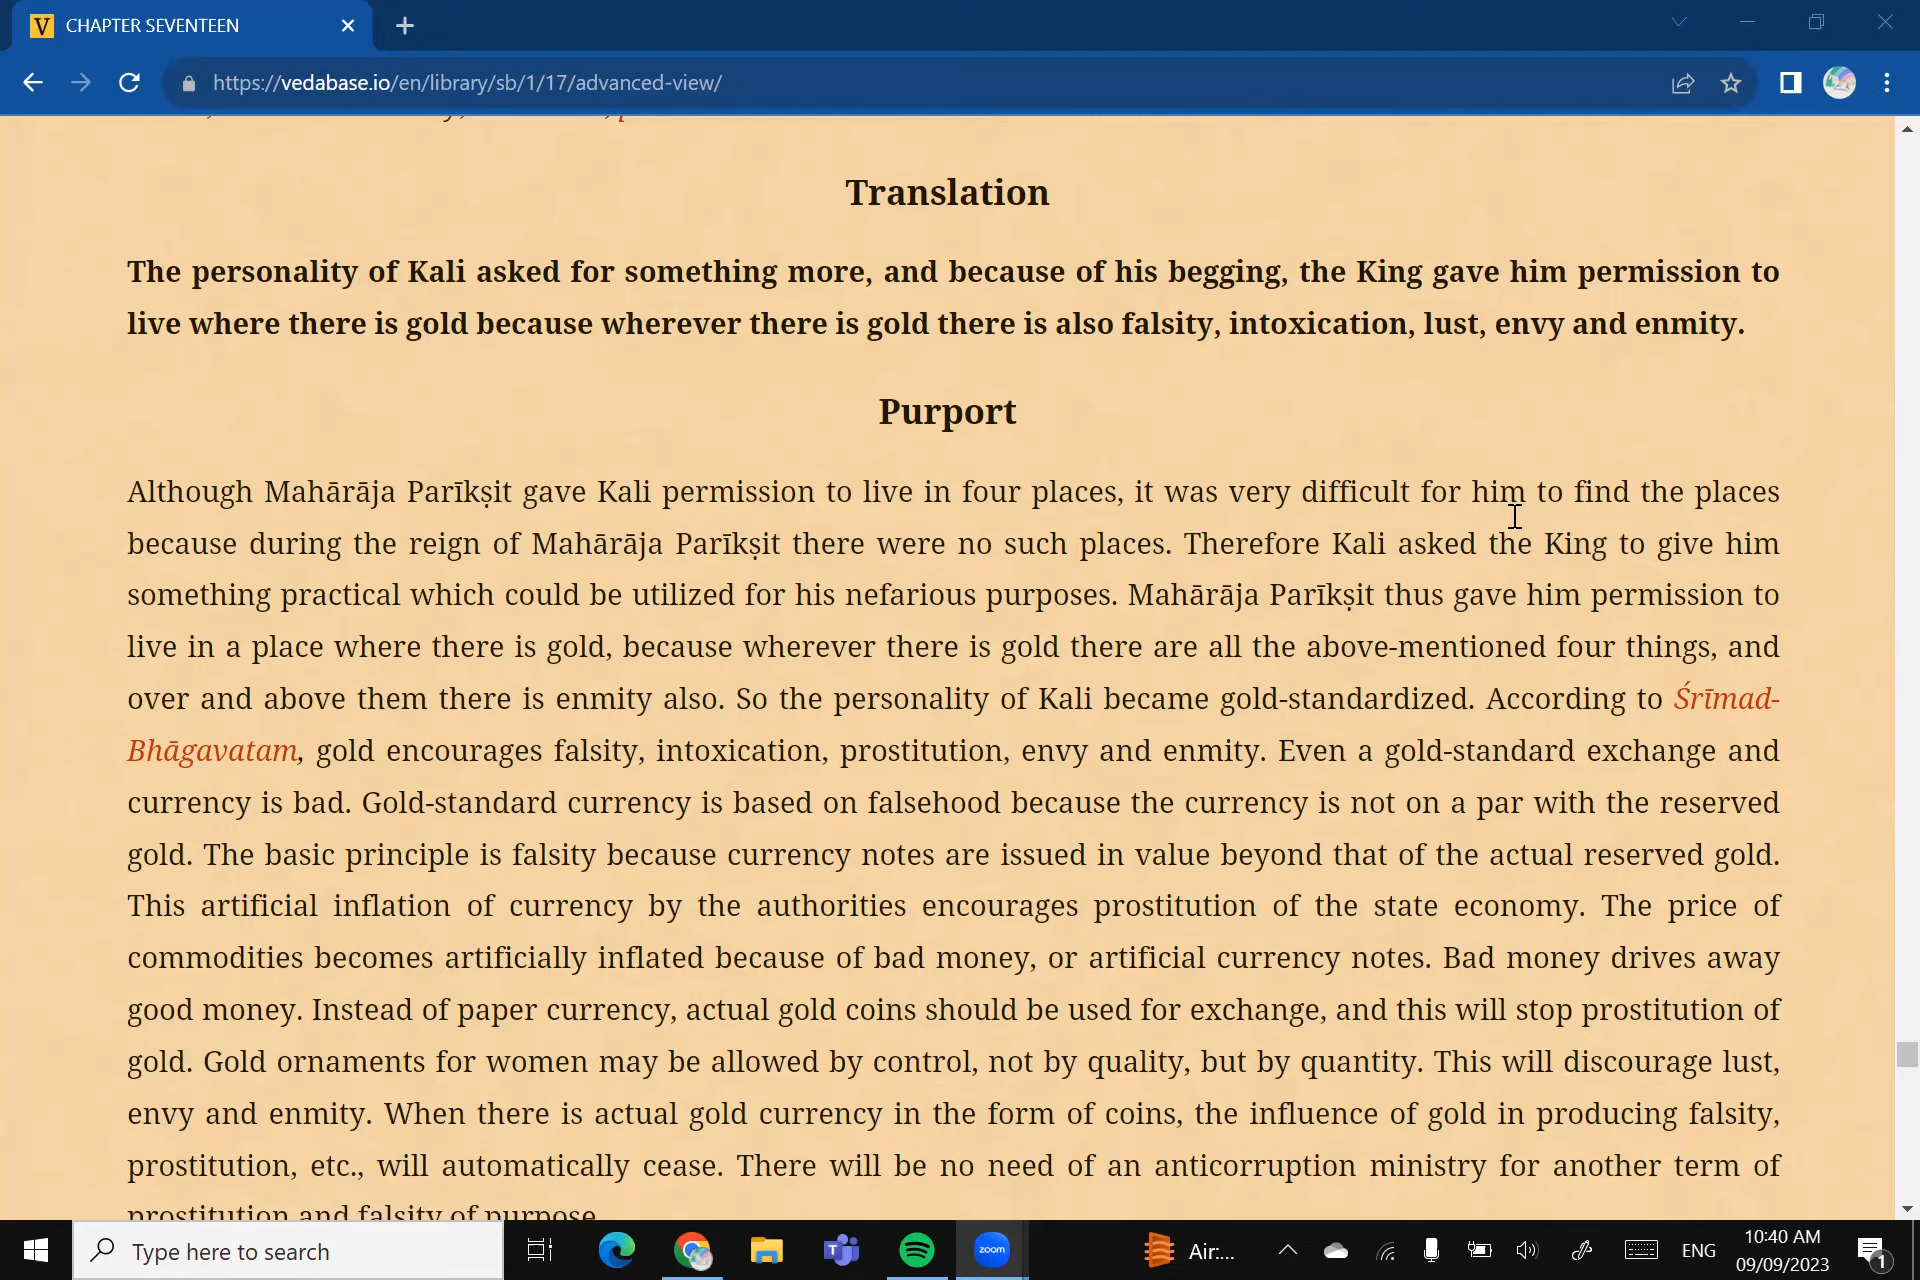 CHAPTER SEVENTEEN
https://vedabase.io/en/library/sb/1/17/advanced-view/
Translation
The personality of Kali asked for something more, and because of his begging, the King gave him permission to
live where there is gold because wherever there is gold there is also falsity, intoxication, lust, envy and enmity.
Purport
Although Mahārāja Parīkṣit gave Kali permission to live in four places, it was very difficult for him to find the places
because during the reign of Mahārāja Parīkṣit there were no such places. Therefore Kali asked the King to give him
something practical which could be utilized for his nefarious purposes. Mahārāja Parīkṣit thus gave him permission to
live in a place where there is gold, because wherever there is gold there are all the above-mentioned four things, and
over and above them there is enmity also. So the personality of Kali became gold-standardized. According to Śrīmad-
Bhāgavatam, gold encourages falsity, intoxication, prostitution, envy and enmity. Even a gold-standard exchange and
currency is bad. Gold-standard currency is based on falsehood because the currency is not on a par with the reserved
gold. The basic principle is falsity because currency notes are issued in value beyond that of the actual reserved gold.
This artificial inflation of currency by the authorities encourages prostitution of the state economy. The price of
commodities becomes artificially inflated because of bad money, or artificial currency notes. Bad money drives away
good money. Instead of paper currency, actual gold coins should be used for exchange, and this will stop prostitution of
gold. Gold ornaments for women may be allowed by control, not by quality, but by quantity. This will discourage lust,
envy and enmity. When there is actual gold currency in the form of coins, the influence of gold in producing falsity,
prostitution, etc., will automatically cease. There will be no need of an anticorruption ministry for another term of
prostitution and falsity of purpose.
Type here to search
zoom
Air:...
ENG
10:40 AM
09/09/2023
1